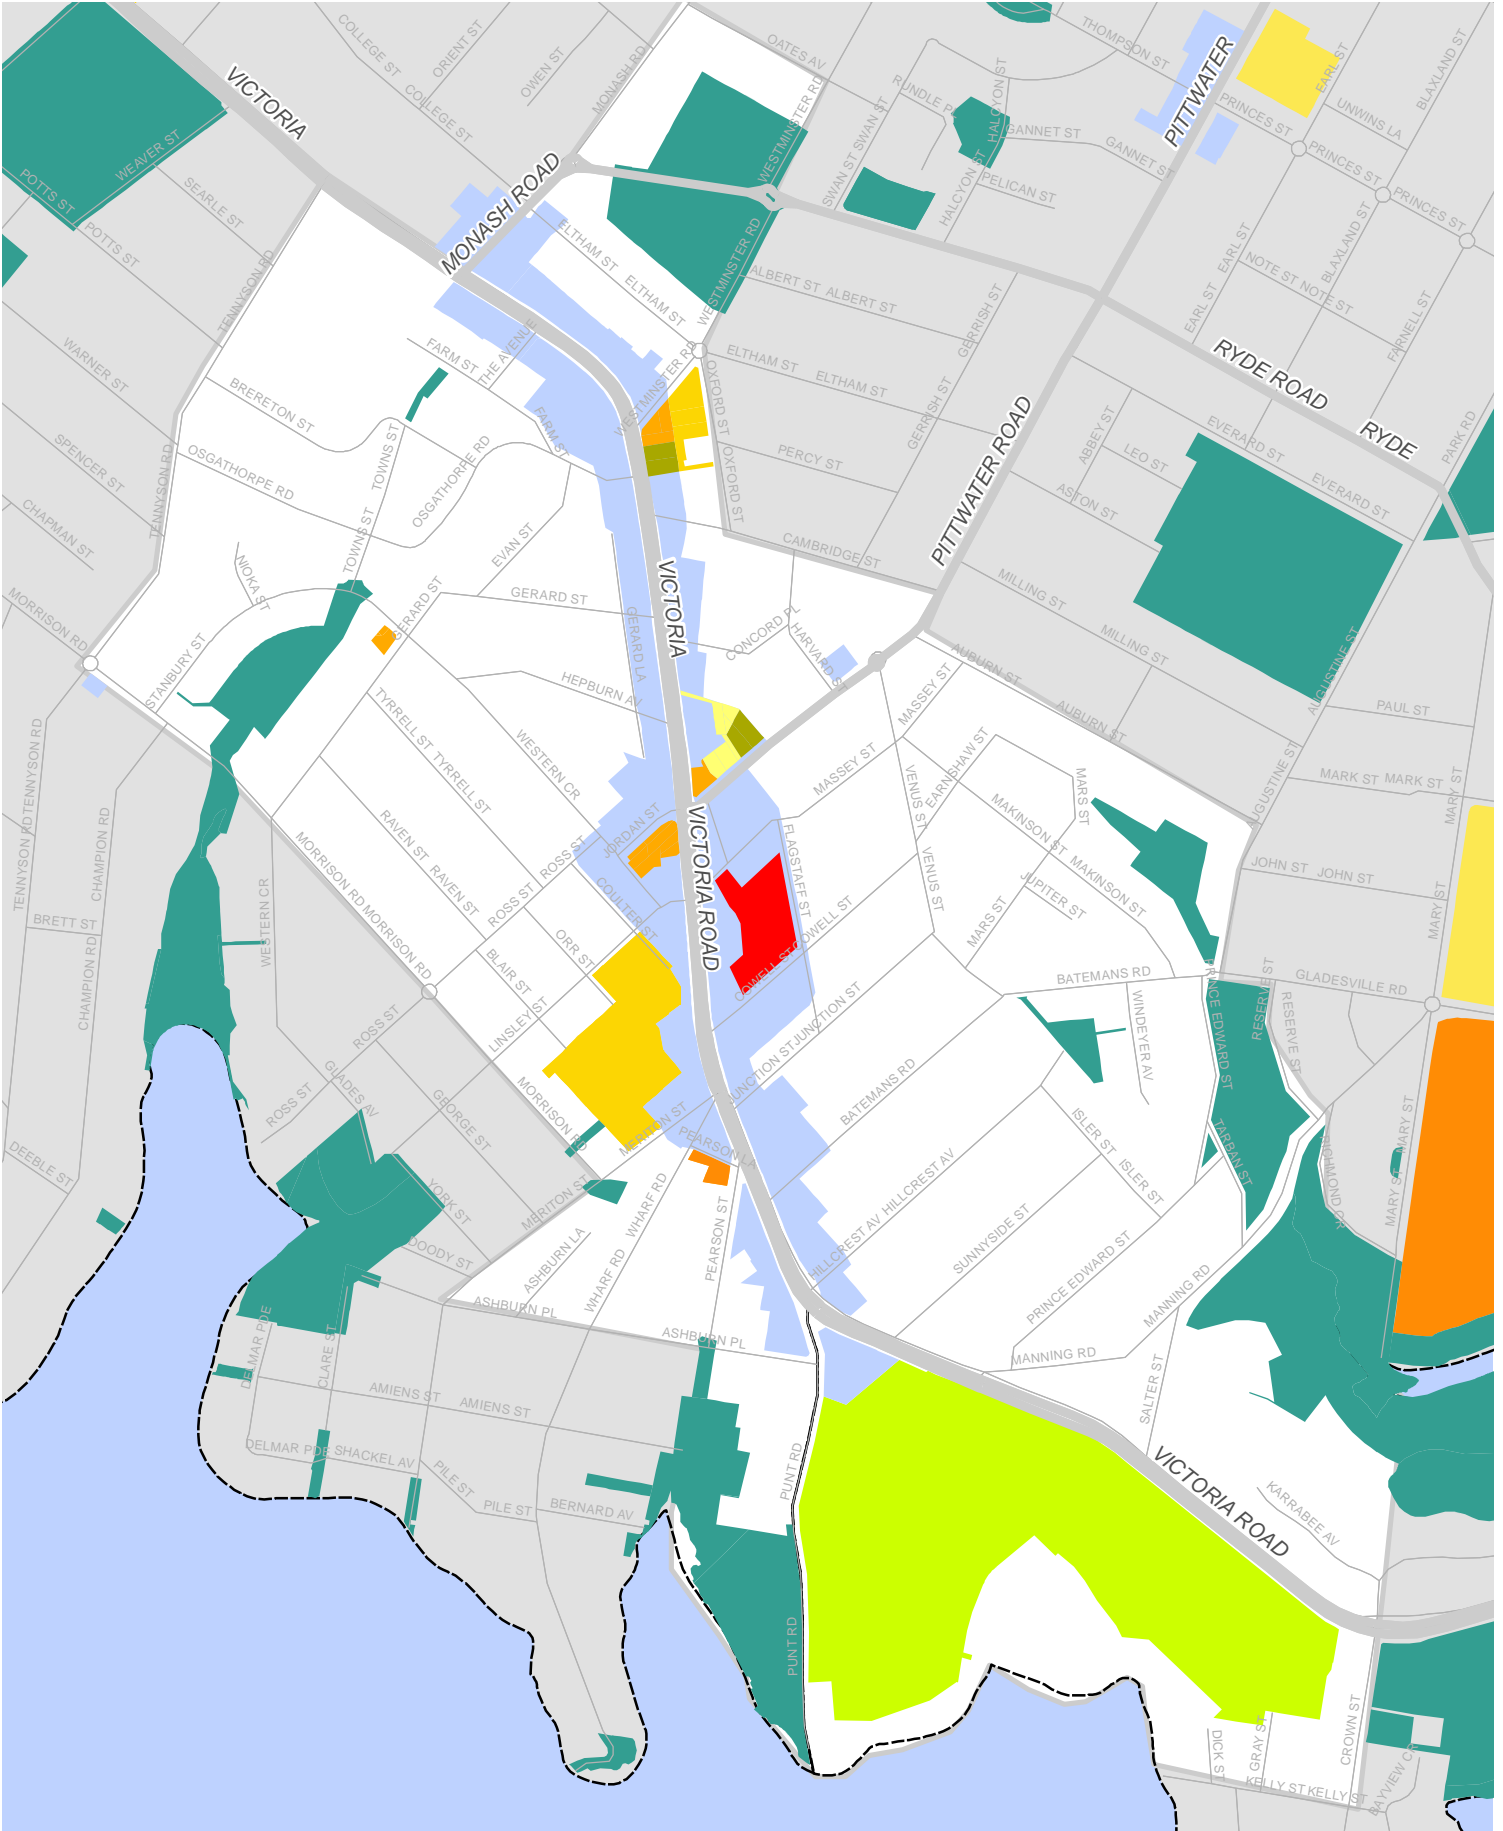 THOMPSON ST
COLLEGE ST
ORIENT ST
OWEN ST
MONASH RD
OATES AV
PITTWATER
EARL ST
BLAXLAND ST
VICTORIA
COLLEGE ST
WESTMINSTER RD
SWAN ST
SWAN ST
HALCYON ST
GANNET ST
GANNET ST
PRINCES ST
UNWINS LA
PRINCES ST
PRINCES ST
WEAVER ST
POTTS ST
SEARLE ST
POTTS ST
MONASH ROAD
PELICAN ST
HALCYON ST
BLAXLAND ST
EARL ST
ELTHAM ST
ELTHAM ST
WESTMINSTER RD
ALBERT ST
ALBERT ST
NOTE ST
NOTE ST
TENNYSON RD
EARL ST
FARNELL ST
GERRISH ST
WARNER ST
FARM ST
THE AVENUE
WESTMINSTER RD
ELTHAM ST
ELTHAM ST
OXFORD ST
RYDE ROAD
RYDE
BRERETON ST
FARM ST
GERRISH ST
PITTWATER ROAD
ABBEY ST
LEO ST
EVERARD ST
EVERARD ST
PARK RD
SPENCER ST
OSGATHORPE RD
TOWNS ST
OSGATHORPE RD
OXFORD ST
PERCY ST
ASTON ST
TENNYSON RD
CHAPMAN ST
TOWNS ST
EVAN ST
CAMBRIDGE ST
NIOKA ST
VICTORIA
MILLING ST
MORRISON RD
GERARD ST
GERARD ST
GERARD LA
CONCORD PL
HARVARD ST
MILLING ST
STANBURY ST
AUBURN ST
AUGUSTINE ST
HEPBURN AV
MASSEY ST
AUBURN ST
PAUL ST
TYRRELL ST
TYRRELL ST
WESTERN CR
MASSEY ST
EARNSHAW ST
MARS ST
AUGUSTINE ST
MARK ST
MARK ST
MARY ST
TENNYSON RD
TENNYSON RD
CHAMPION RD
RAVEN ST
RAVEN ST
JORDAN ST
VENUS ST
MAKINSON ST
MAKINSON ST
VICTORIA ROAD
FLAGSTAFF ST
VENUS ST
JOHN ST
JOHN ST
MORRISON RD
MORRISON RD
ROSS ST
ROSS ST
COULTER ST
JUPITER ST
MARS ST
MARY ST
BRETT ST
WESTERN CR
ORR ST
BLAIR ST
COWELL ST
COWELL ST
BATEMANS RD
GLADESVILLE RD
CHAMPION RD
LINSLEY ST
JUNCTION ST
JUNCTION ST
WINDEYER AV
PRINCE EDWARD ST
RESERVE ST
RESERVE ST
ROSS ST
ROSS ST
GLADES AV
GEORGE ST
MORRISON RD
MERITON ST
PEARSON LA
BATEMANS RD
ISLER ST
ISLER ST
TARBAN ST
RICHMOND CR
MARY ST
MARY ST
DEEBLE ST
YORK ST
MERITON ST
WHARF RD
HILLCREST AV
HILLCREST AV
SUNNYSIDE ST
DOODY ST
ASHBURN LA
WHARF RD
PEARSON ST
PRINCE EDWARD ST
MANNING RD
ASHBURN PL
ASHBURN PL
DELMAR PDE
CLARE ST
MANNING RD
AMIENS ST
AMIENS ST
SALTER ST
DELMAR PDE
SHACKEL AV
PILE ST
PILE ST
BERNARD AV
PUNT RD
VICTORIA ROAD
KARRABEE AV
PUNT RD
DICK ST
GRAY ST
CROWN ST
KELLY ST
KELLY ST
BAYVIEW CR